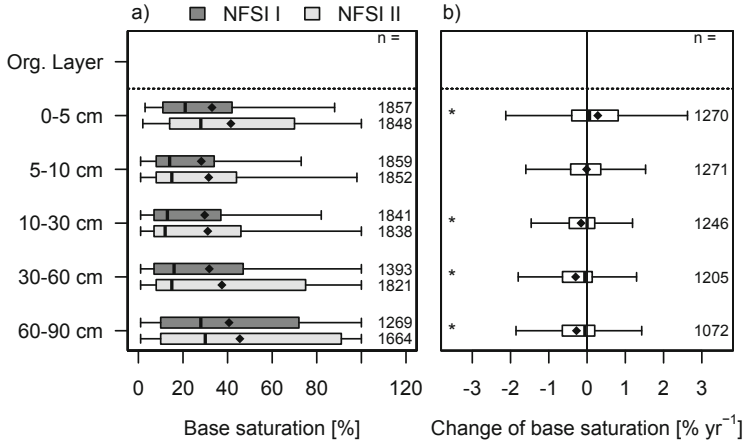 a) NFSI I NFSI II b)
n = n =
Org. Layer
0-5 cm 1857 * 1270
1848
5-10 cm 1859 1271
1852
10-30 cm 1841 * 1246
1838
30-60 cm 1393 * 1205
1821
60-90 cm 1269 * 1072
1664
0 20 40 60 80 120 -3 -2 -1 0 1 2 3
Base saturation [%] Change of base saturation [% yr⁻¹]